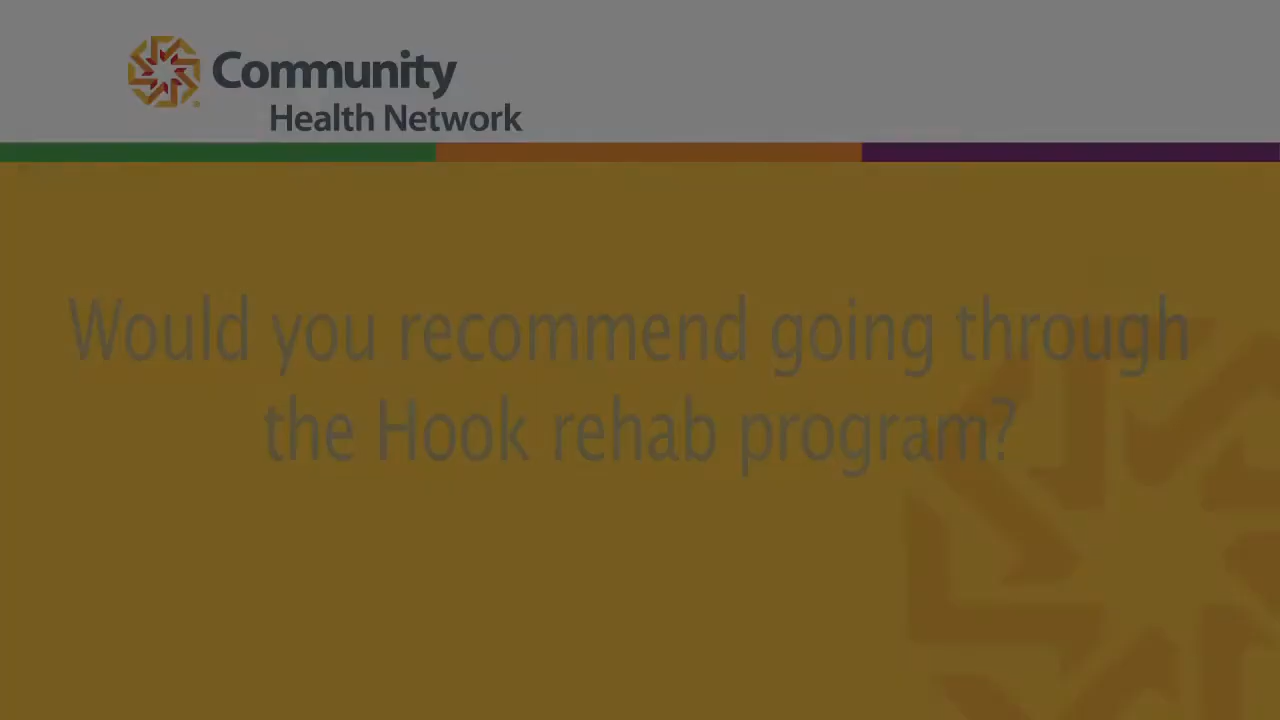 Community
Health Network
Would you recommend going through
the Hook rehab program?